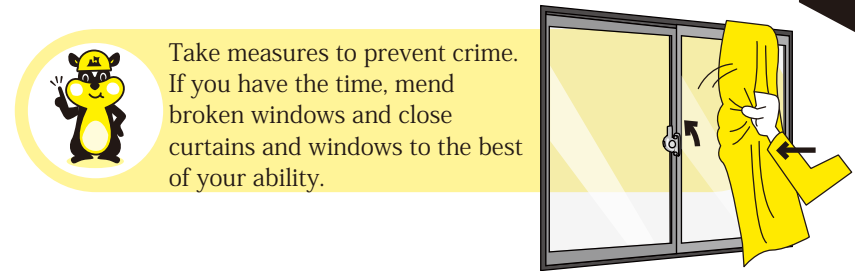 Take measures to prevent crime.
If you have the time, mend
broken windows and close
curtains and windows to the best
of your ability.